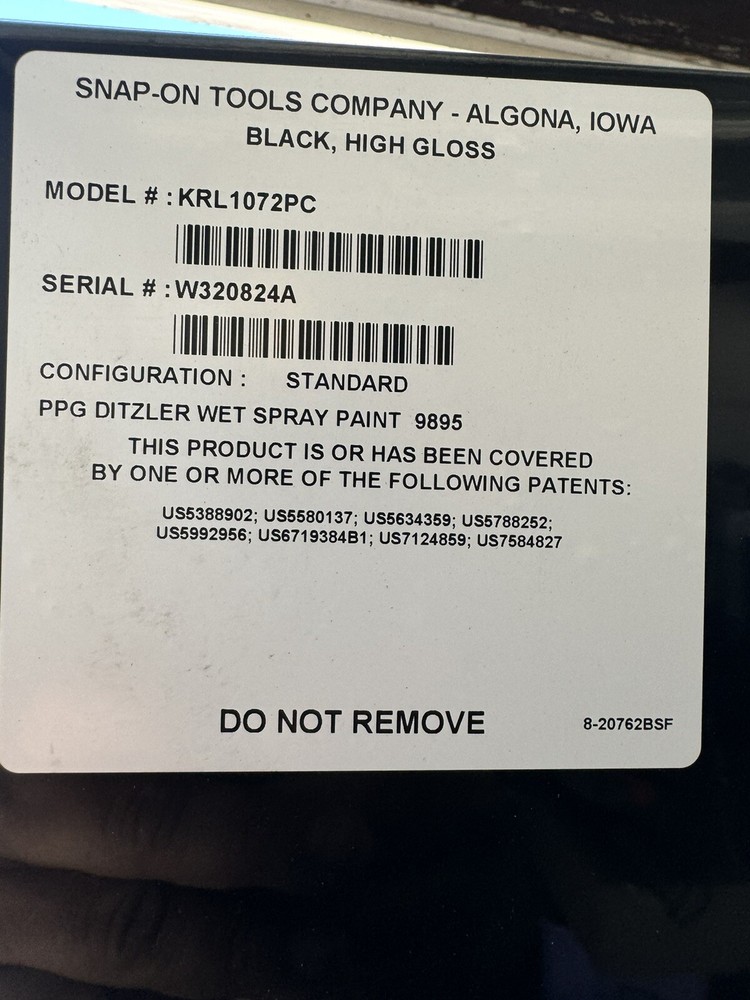 SNAP-ON TOOLS COMPANY - ALGONA, IOWA
BLACK, HIGH GLOSS
MODEL # : KRL1072PC
SERIAL # : W320824A
CONFIGURATION : STANDARD
PPG DITZLER WET SPRAY PAINT 9895
THIS PRODUCT IS OR HAS BEEN COVERED
BY ONE OR MORE OF THE FOLLOWING PATENTS:
US5388902; US5580137; US5634359; US5788252;
US5992956; US6719384B1; US7124859; US7584827
DO NOT REMOVE
8-20762BSF